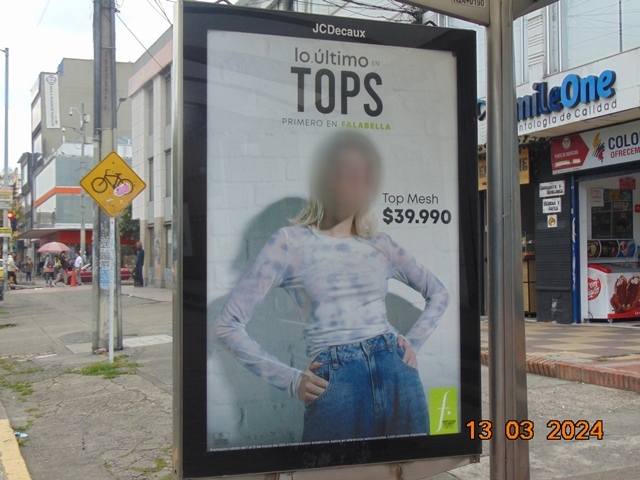 JCDecaux
lo último EN
TOPS
PRIMERO EN FALABELLA
Top Mesh
$39.990
f.
mileOne
ntología de Calidad
COLO
OFRECEM
13 03 2024